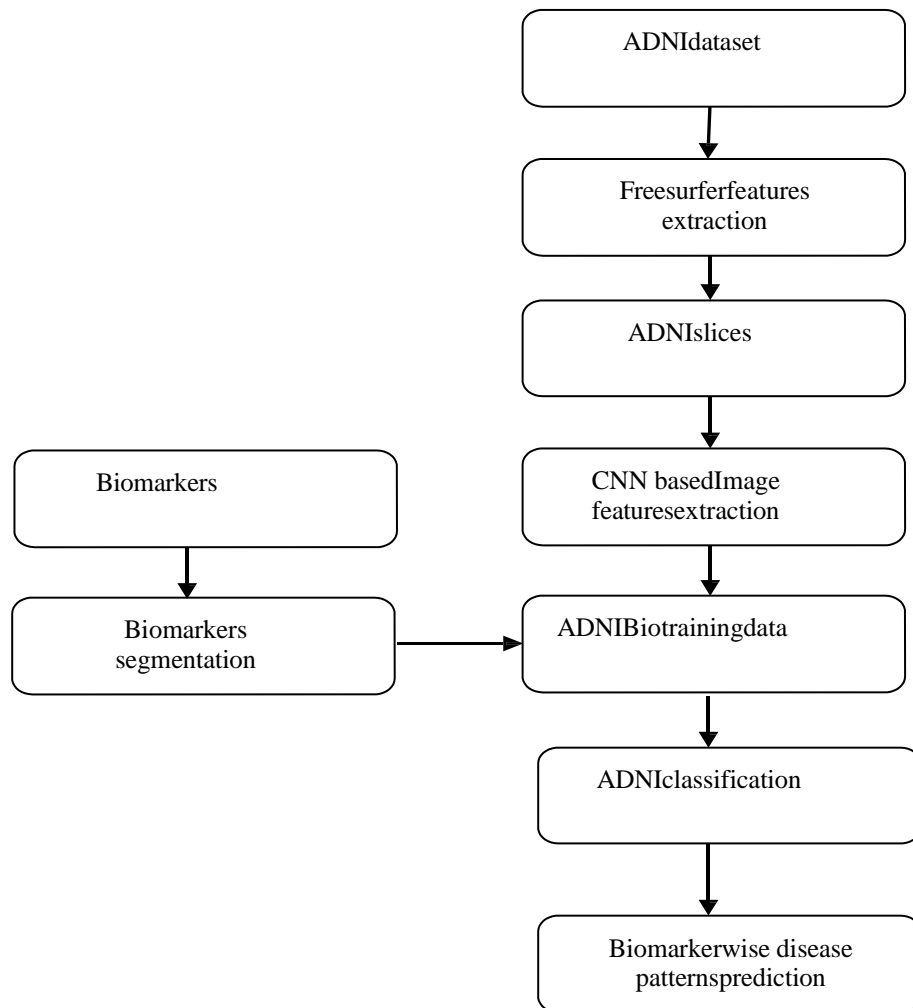 ADNIdataset
Freesurferfeatures
extraction
ADNIslices
Biomarkers
CNN basedImage
featuresextraction
Biomarkers
segmentation
ADNIBiotrainingdata
ADNIclassification
Biomarkerwise disease
patternsprediction